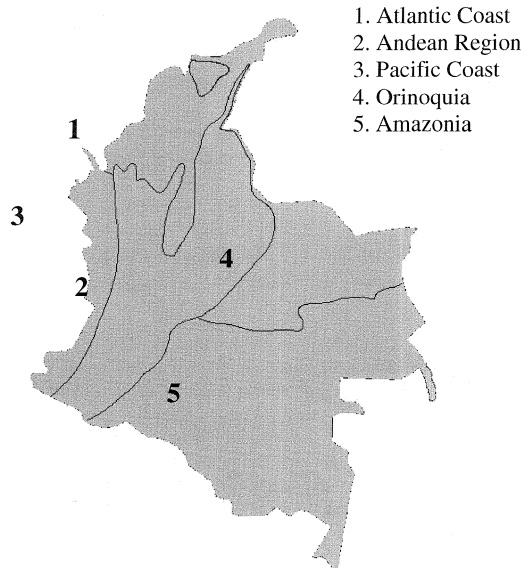 1. Atlantic Coast
2. Andean Region
3. Pacific Coast
4. Orinoquia
5. Amazonia
1
3
4
2
5